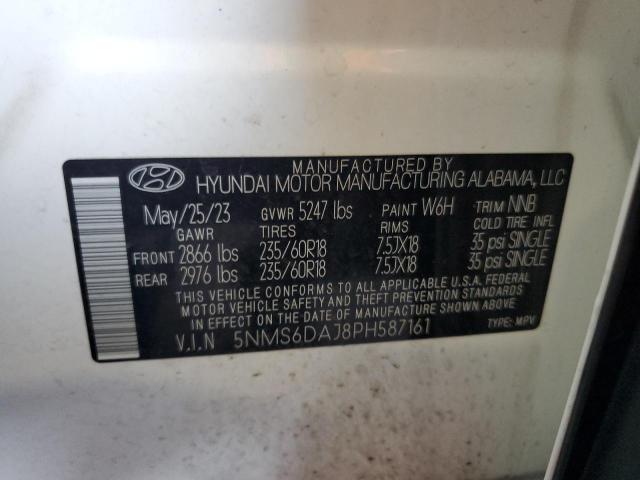 MANUFACTURED BY
HYUNDAI MOTOR MANUFACTURING ALABAMA, LLC
May/25/23 GVWR 5247 lbs PAINT W6H TRIM NNB
GAWR TIRES RIMS COLD TIRE INFL
FRONT 2866 lbs 235/60R18 7.5JX18 35 psi SINGLE
REAR 2976 lbs 235/60R18 7.5JX18 35 psi SINGLE
THIS VEHICLE CONFORMS TO ALL APPLICABLE U.S.A. FEDERAL
MOTOR VEHICLE SAFETY, BUMPER, AND THEFT PREVENTION STANDARDS
IN EFFECT ON THE DATE OF MANUFACTURE SHOWN ABOVE.
V.I.N 5NMS6DAJ8PH587161 TYPE: MPV